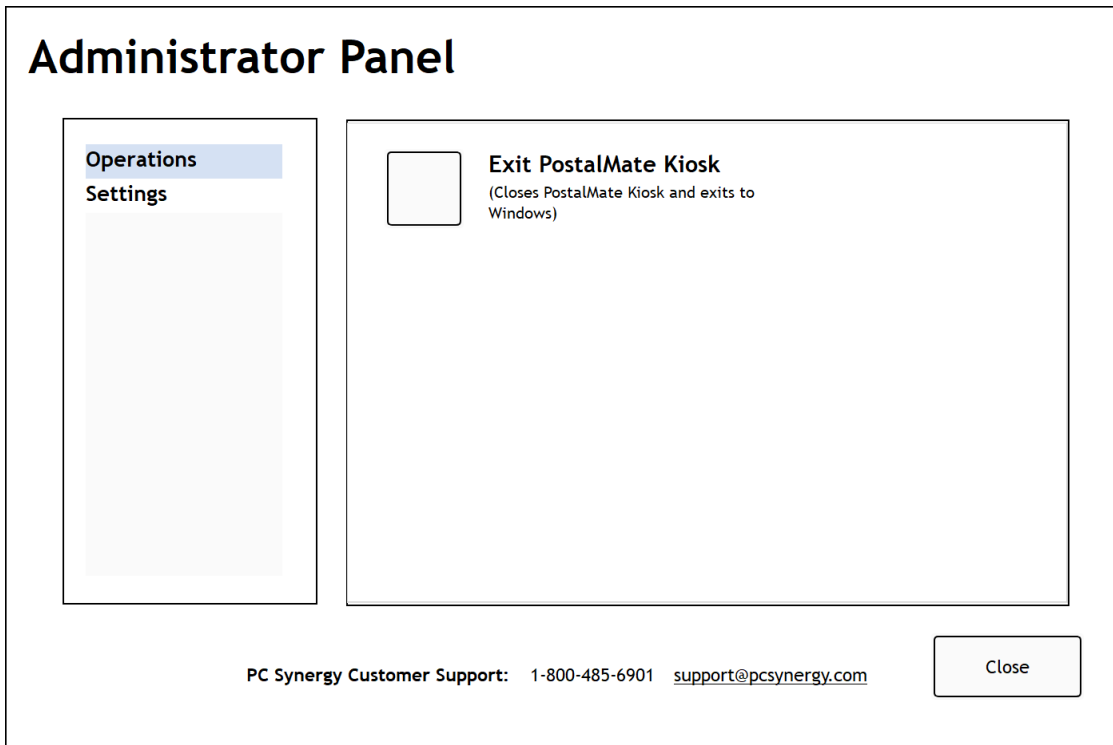 Administrator Panel
Operations
Settings
Exit PostalMate Kiosk
(Closes PostalMate Kiosk and exits to
Windows)
PC Synergy Customer Support: 1-800-485-6901 support@pcsynergy.com
Close